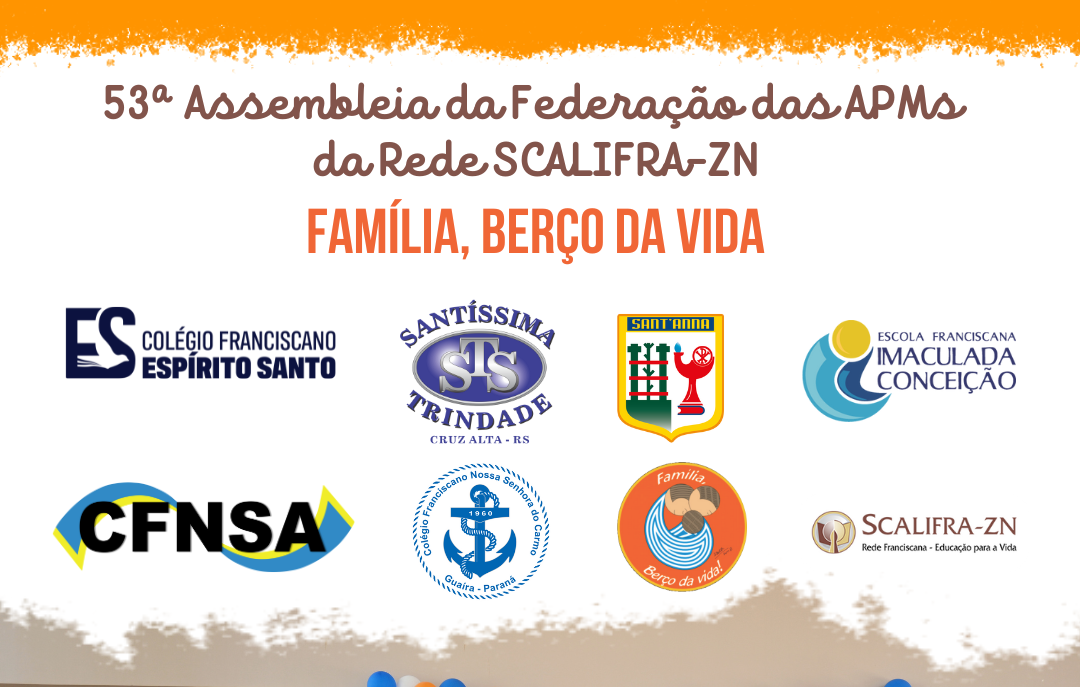 53ª Assembleia da Federação das APMs
da Rede SCALIFRA-ZN
FAMÍLIA, BERÇO DA VIDA
ES COLÉGIO FRANCISCANO
ESPÍRITO SANTO
SANTÍSSIMA
STS
TRINDADE
CRUZ ALTA - RS
SANT'ANNA
ESCOLA FRANCISCANA
IMACULADA
CONCEIÇÃO
CFNSA
Colégio Franciscano Nossa Senhora do Carmo
1960
Guaíra - Paraná
Família,
Berço da vida!
SCALIFRA-ZN
Rede Franciscana - Educação para a Vida